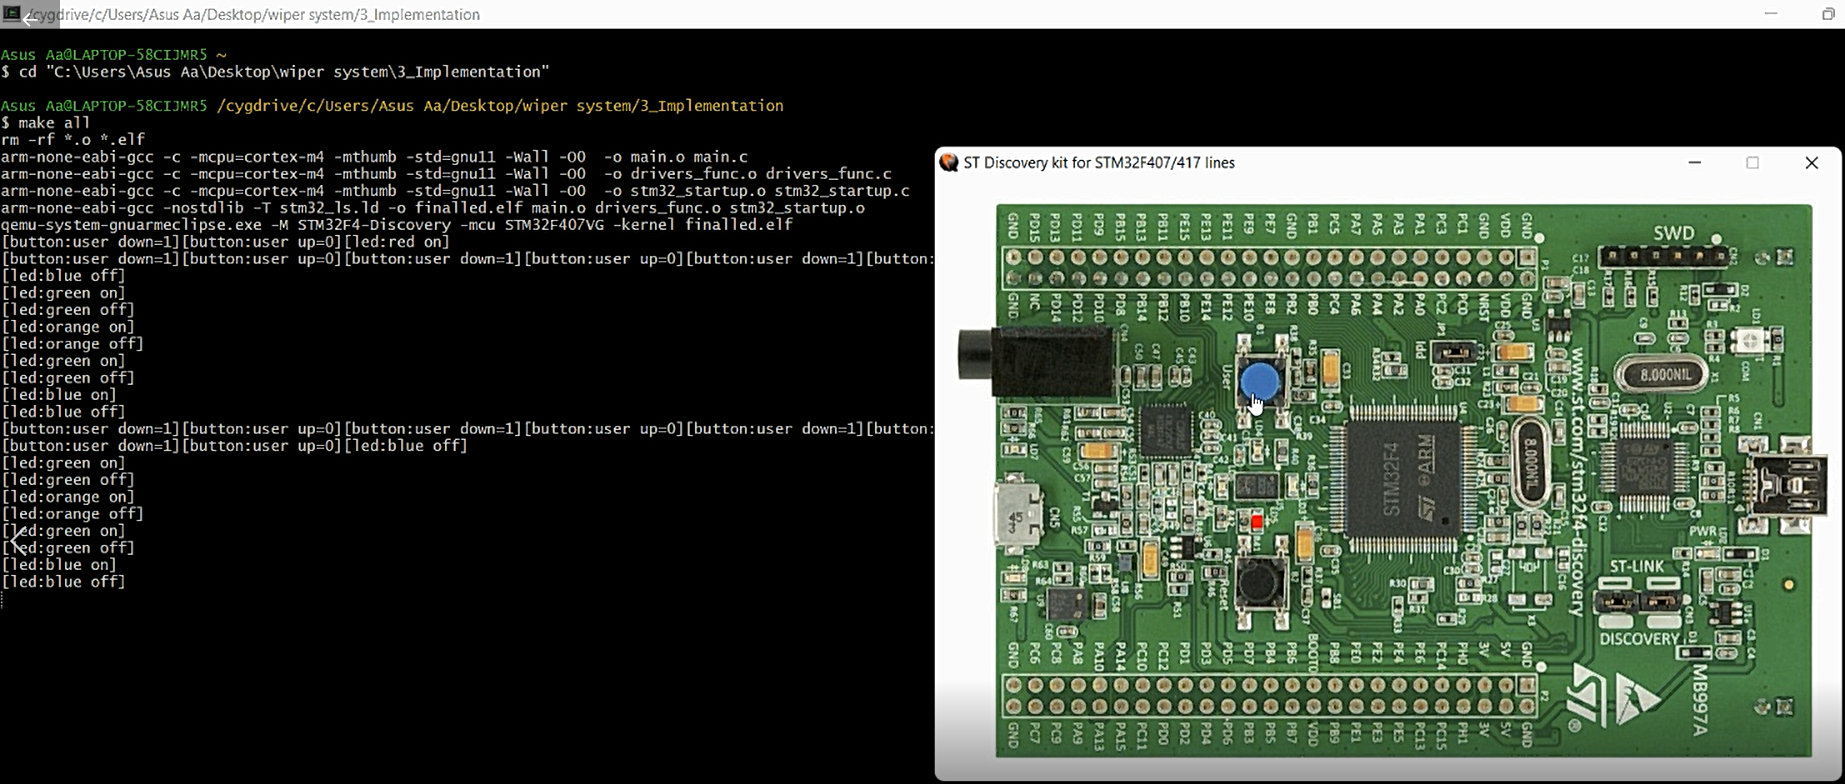 /cygdrive/c/Users/Asus Aa/Desktop/wiper system/3_Implementation
Asus Aa@LAPTOP-58CIJMR5 ~
$ cd "C:\Users\Asus Aa\Desktop\wiper system\3_Implementation"
Asus Aa@LAPTOP-58CIJMR5 /cygdrive/c/Users/Asus Aa/Desktop/wiper system/3_Implementation
$ make all
rm -rf *.o *.elf
arm-none-eabi-gcc -c -mcpu=cortex-m4 -mthumb -std=gnu11 -Wall -O0  -o main.o main.c
arm-none-eabi-gcc -c -mcpu=cortex-m4 -mthumb -std=gnu11 -Wall -O0  -o drivers_func.o drivers_func.c
arm-none-eabi-gcc -c -mcpu=cortex-m4 -mthumb -std=gnu11 -Wall -O0  -o stm32_startup.o stm32_startup.c
arm-none-eabi-gcc -nostdlib -T stm32_ls.ld -o finalled.elf main.o drivers_func.o stm32_startup.o
qemu-system-gnuarmeclipse.exe -M STM32F4-Discovery -mcu STM32F407VG -kernel finalled.elf
[button:user down=1][button:user up=0][led:red on]
[button:user down=1][button:user up=0][button:user down=1][button:user up=0][button:user down=1][button:
[led:blue off]
[led:green on]
[led:green off]
[led:orange on]
[led:orange off]
[led:green on]
[led:green off]
[led:blue on]
[led:blue off]
[button:user down=1][button:user up=0][button:user down=1][button:user up=0][button:user down=1][button:
[button:user down=1][button:user up=0][led:blue off]
[led:green on]
[led:green off]
[led:orange on]
[led:orange off]
[led:green on]
[led:green off]
[led:blue on]
[led:blue off]
ST Discovery kit for STM32F407/417 lines
GND PD15 PD13 PD11 PD9 PB15 PB13 PB11 PE15 PE13 PE11 PE9 PE7 GND PB1 PC5 PA7 PA5 PA3 PA1 PC3 PC1 GND VDD GND
SWD
GND NC PD14 PD12 PD10 PD8 PB14 PB12 PB10 PE14 PE12 PE10 PE8 PB2 PB0 PC4 PA6 PA4 PA2 PA0 PC2 PC0 NRST VDD GND
User
Idd
8.000N1L
STM32F4
ARM
8.000N1L
www.st.com/stm32f4-discovery
CN5
Reset
PWR
ST-LINK
DISCOVERY
MB997A
GND PC6 PC8 PA8 PA10 PA14 PC10 PC12 PD1 PD3 PD5 PD7 PB4 PB6 BOOT0 PB8 PE0 PE2 PE4 PE6 PC14 PH0 3V 5V GND
GND PC7 PC9 PA9 PA13 PA15 PC11 PD0 PD2 PD4 PD6 PB3 PB5 PB7 VDD PB9 PE1 PE3 PE5 PC13 PC15 PH1 3V 5V GND